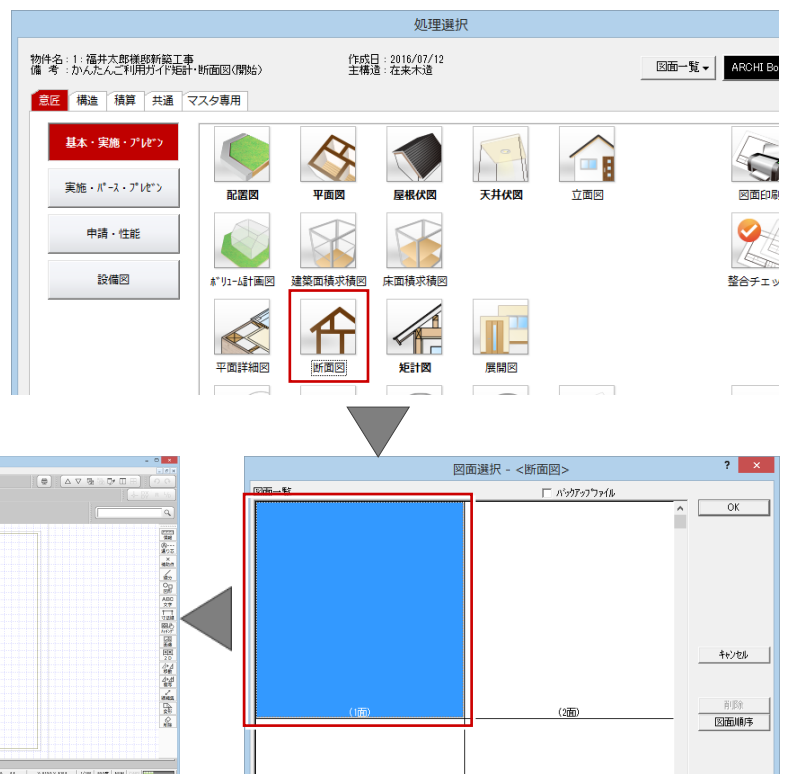 処理選択
物件名：1：福井太郎様邸新築工事
作成日：2016/07/12
備　考：かんたんご利用ガイド矩計・断面図(開始)
主構造：在来木造
図面一覧
ARCHI Bo
意匠 構造 積算 共通 マスタ専用
基本・実施・ﾌﾟﾚｾﾞﾝ
実施・ﾊﾟｰｽ・ﾌﾟﾚｾﾞﾝ
申請・性能
設備図
配置図 平面図 屋根伏図 天井伏図 立面図 図面印刷
ﾎﾞﾘｭｰﾑ計画図 建築面積求積図 床面積求積図 整合チェッ
平面詳細図 断面図 矩計図 展開図
図面選択 - <断面図>
? ×
図面一覧
バックアップファイル
OK
(1面)
(2面)
キャンセル
削除
図面順序
ABC
文字